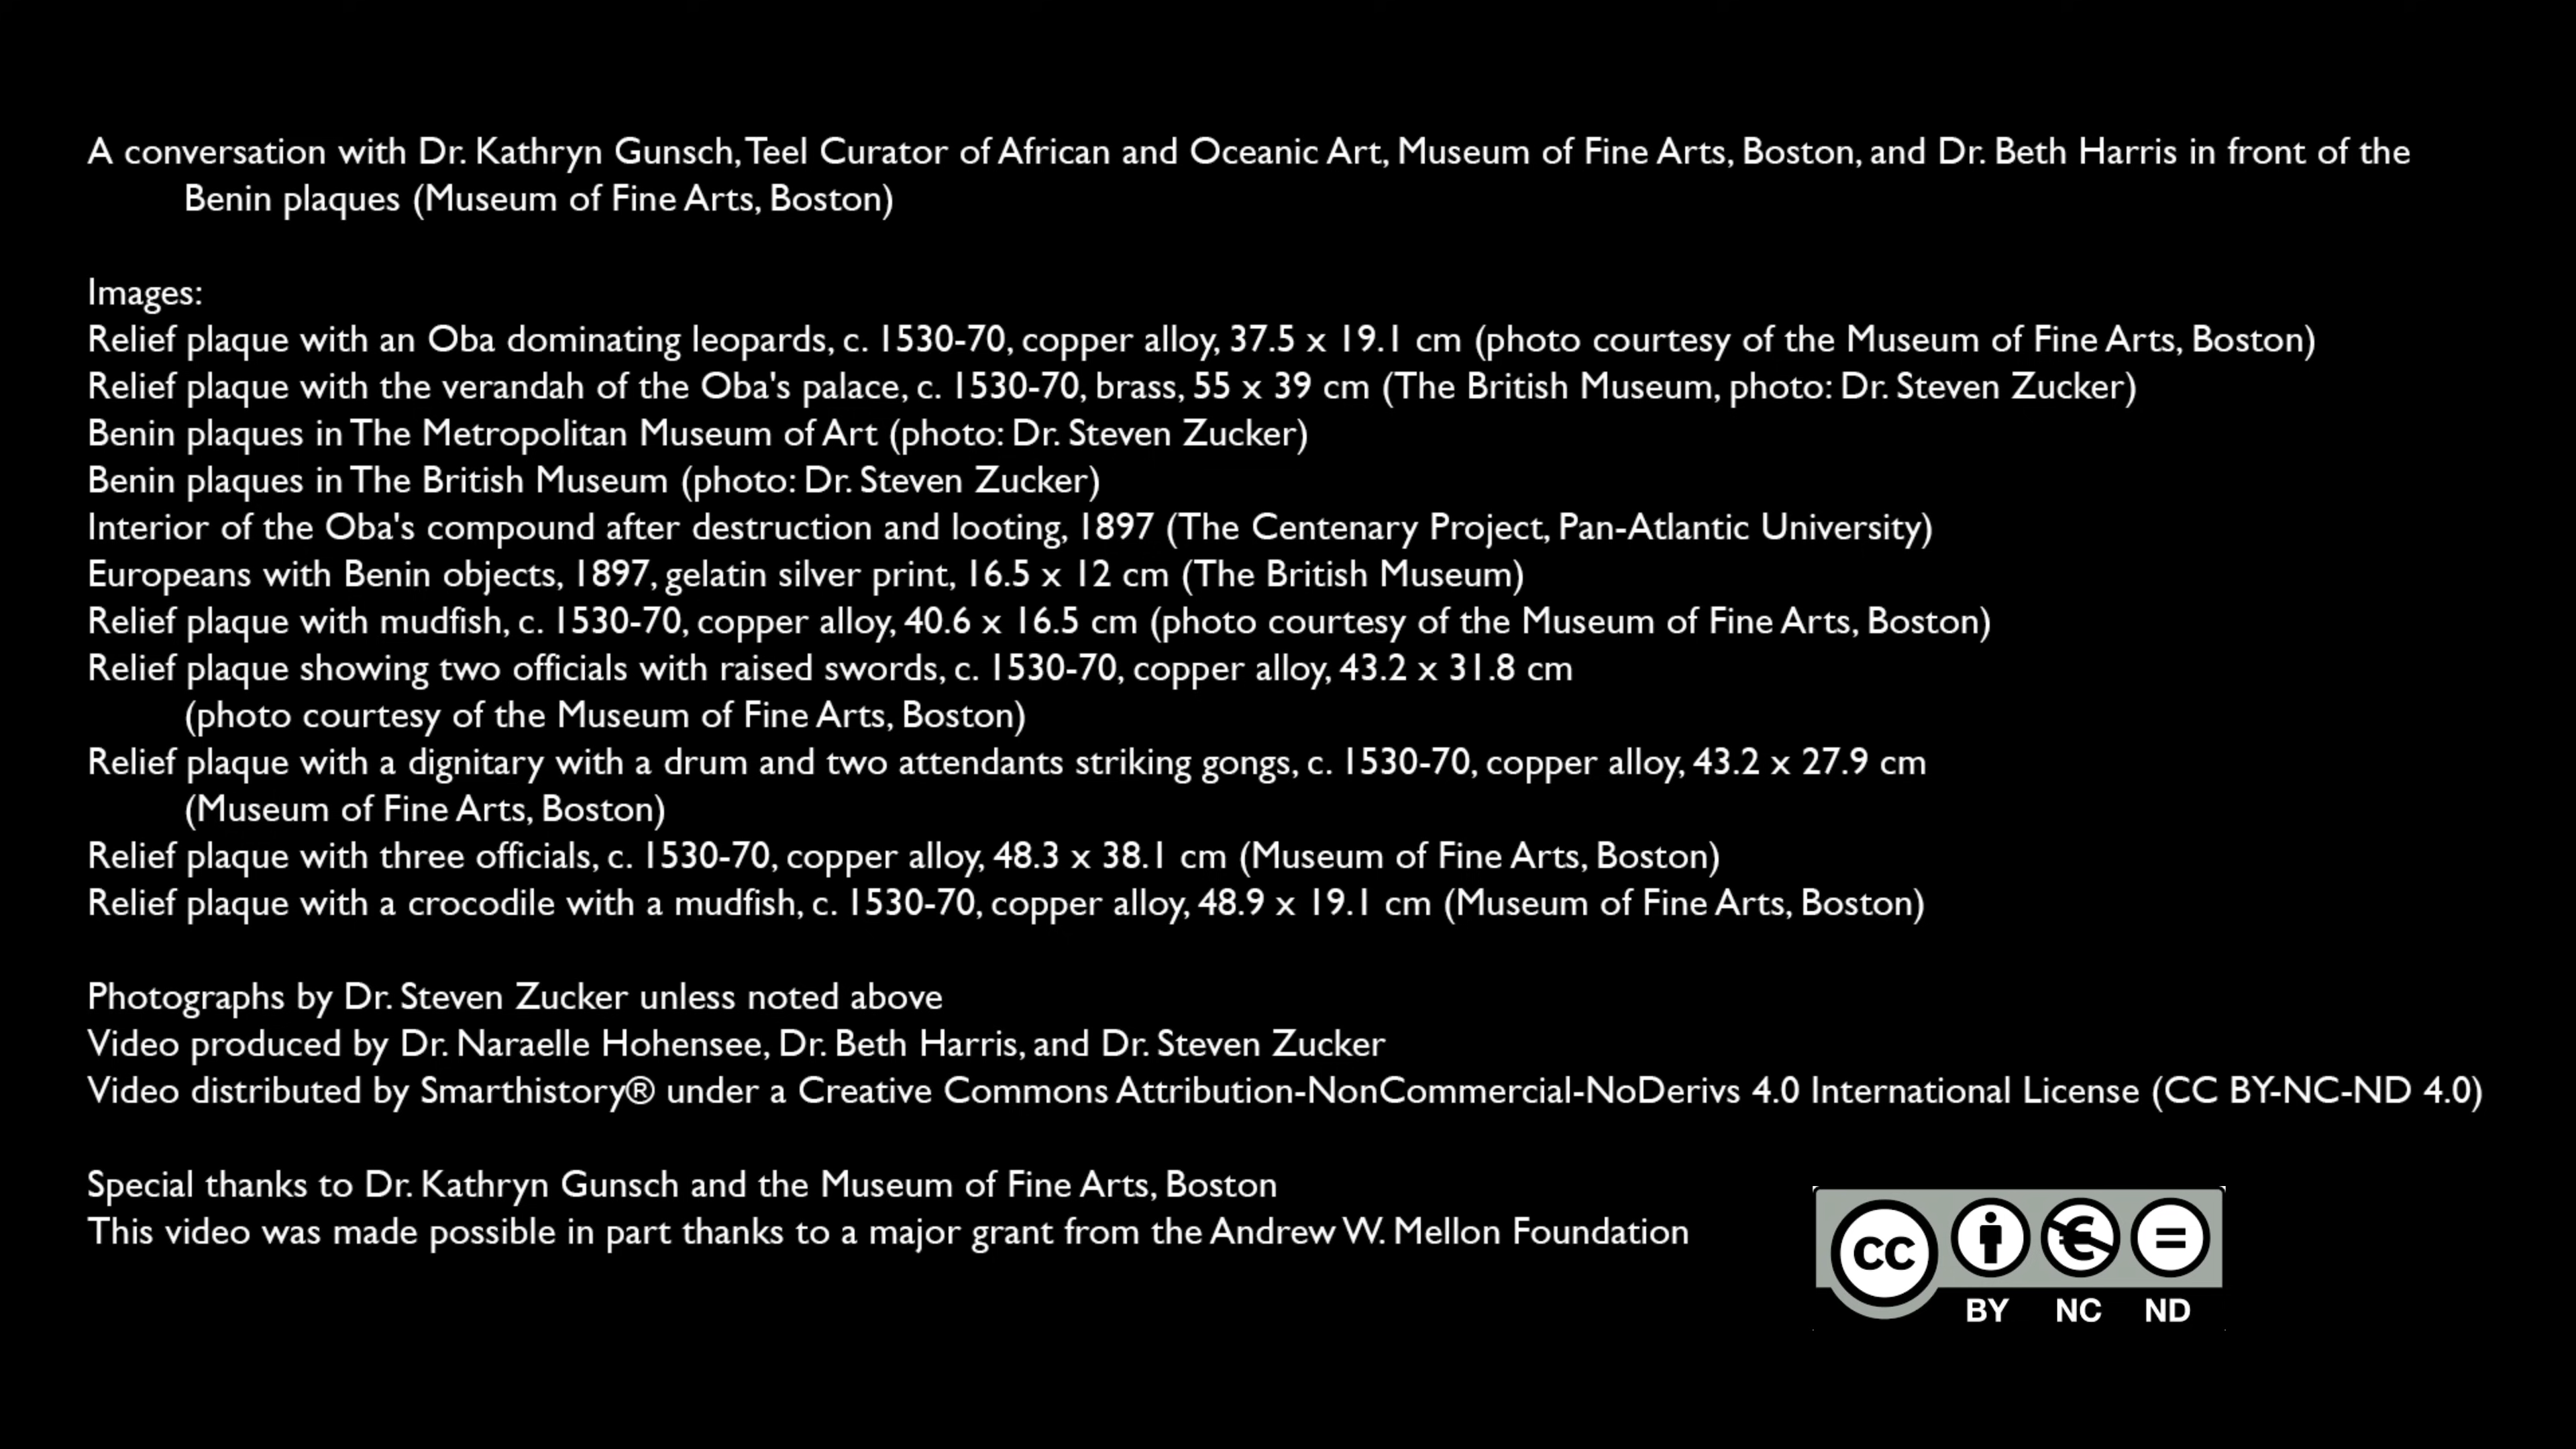 A conversation with Dr. Kathryn Gunsch, Teel Curator of African and Oceanic Art, Museum of Fine Arts, Boston, and Dr. Beth Harris in front of the
Benin plaques (Museum of Fine Arts, Boston)
Images:
Relief plaque with an Oba dominating leopards, c. 1530-70, copper alloy, 37.5 x 19.1 cm (photo courtesy of the Museum of Fine Arts, Boston)
Relief plaque with the verandah of the Oba's palace, c. 1530-70, brass, 55 x 39 cm (The British Museum, photo: Dr. Steven Zucker)
Benin plaques in The Metropolitan Museum of Art (photo: Dr. Steven Zucker)
Benin plaques in The British Museum (photo: Dr. Steven Zucker)
Interior of the Oba's compound after destruction and looting, 1897 (The Centenary Project, Pan-Atlantic University)
Europeans with Benin objects, 1897, gelatin silver print, 16.5 x 12 cm (The British Museum)
Relief plaque with mudfish, c. 1530-70, copper alloy, 40.6 x 16.5 cm (photo courtesy of the Museum of Fine Arts, Boston)
Relief plaque showing two officials with raised swords, c. 1530-70, copper alloy, 43.2 x 31.8 cm
(photo courtesy of the Museum of Fine Arts, Boston)
Relief plaque with a dignitary with a drum and two attendants striking gongs, c. 1530-70, copper alloy, 43.2 x 27.9 cm
(Museum of Fine Arts, Boston)
Relief plaque with three officials, c. 1530-70, copper alloy, 48.3 x 38.1 cm (Museum of Fine Arts, Boston)
Relief plaque with a crocodile with a mudfish, c. 1530-70, copper alloy, 48.9 x 19.1 cm (Museum of Fine Arts, Boston)
Photographs by Dr. Steven Zucker unless noted above
Video produced by Dr. Naraelle Hohensee, Dr. Beth Harris, and Dr. Steven Zucker
Video distributed by Smarthistory® under a Creative Commons Attribution-NonCommercial-NoDerivs 4.0 International License (CC BY-NC-ND 4.0)
Special thanks to Dr. Kathryn Gunsch and the Museum of Fine Arts, Boston
This video was made possible in part thanks to a major grant from the Andrew W. Mellon Foundation
cc € =
BY NC ND